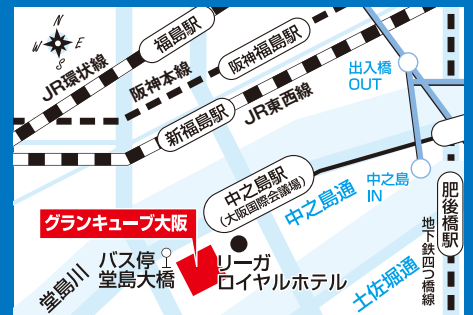 N
W
E
S
福島駅
JR環状線
阪神本線
阪神福島駅
新福島駅
JR東西線
出入橋
OUT
中之島駅
(大阪国際会議場)
中之島通
中之島
IN
肥後橋駅
地下鉄四つ橋線
グランキューブ大阪
バス停
堂島大橋
リーガ
ロイヤルホテル
堂島川
土佐堀通